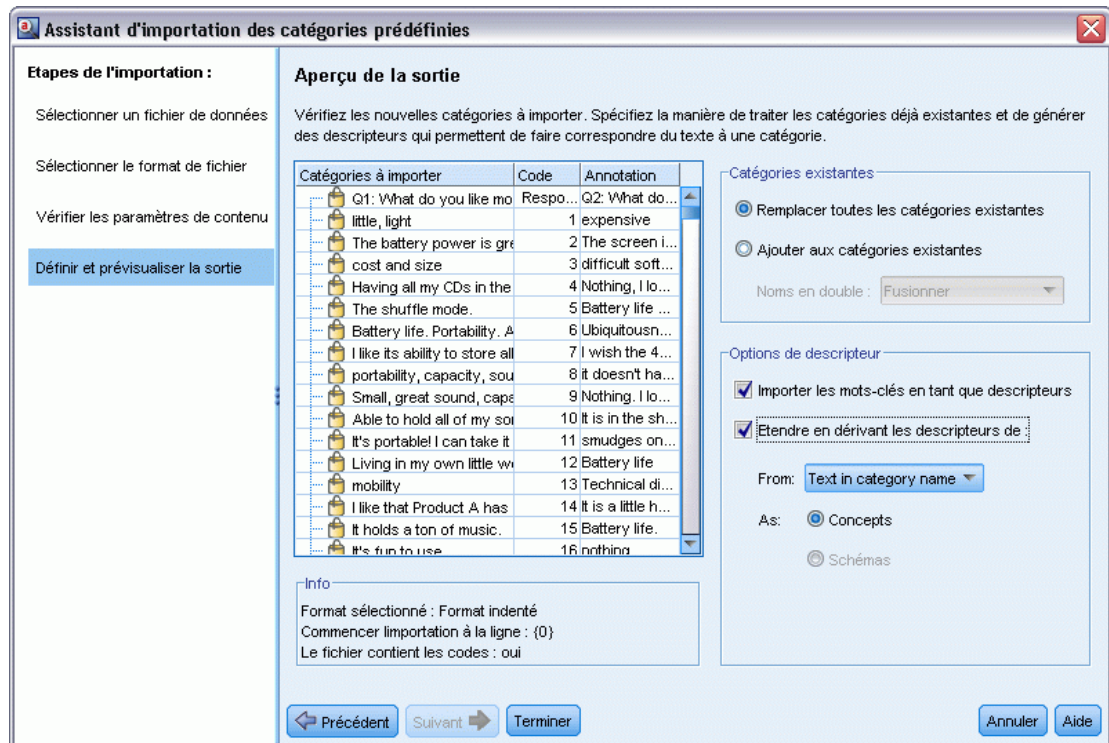 Assistant d'importation des catégories prédéfinies
Etapes de l'importation :
Sélectionner un fichier de données
Sélectionner le format de fichier
Vérifier les paramètres de contenu
Définir et prévisualiser la sortie
Aperçu de la sortie
Vérifiez les nouvelles catégories à importer. Spécifiez la manière de traiter les catégories déjà existantes et de générer
des descripteurs qui permettent de faire correspondre du texte à une catégorie.
Catégories à importer Code Annotation
Q1: What do you like mo Respo... Q2: What do...
little, light 1 expensive
The battery power is gre 2 The screen i...
cost and size 3 difficult soft...
Having all my CDs in the 4 Nothing, I lo...
The shuffle mode. 5 Battery life ...
Battery life. Portability. A 6 Ubiquitousn...
I like its ability to store all 7 I wish the 4...
portability, capacity, sou 8 it doesn't ha...
Small, great sound, capa 9 Nothing. I lo...
Able to hold all of my son 10 It is in the sh...
It's portable! I can take it 11 smudges on...
Living in my own little wo 12 Battery life
mobility 13 Technical di...
I like that Product A has 14 It is a little h...
It holds a ton of music. 15 Battery life.
It's fun to use 16 nothing
Info
Format sélectionné : Format indenté
Commencer limportation à la ligne : {0}
Le fichier contient les codes : oui
Catégories existantes
Remplacer toutes les catégories existantes
Ajouter aux catégories existantes
Noms en double : Fusionner
Options de descripteur
Importer les mots-clés en tant que descripteurs
Etendre en dérivant les descripteurs de :
From: Text in category name
As: Concepts
Schémas
Précédent Suivant Terminer Annuler Aide